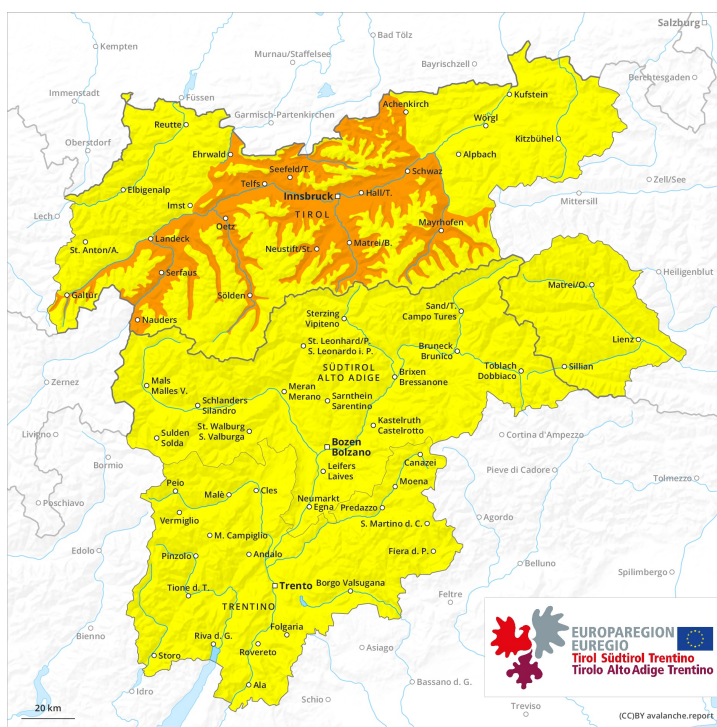 Salzburg
Bad Tölz
Kempten
Murnau/Staffelsee
Bayrischzell
Berchtesgaden
Immenstadt
Füssen
Achenkirch
Kufstein
Garmisch-Partenkirchen
Reutte
Wörgl
Oberstdorf
Kitzbühel
Ehrwald
Alpbach
Seefeld/T.
Schwaz
Telfs
Zell/See
Elbigenalp
Innsbruck
Hall/T.
Mittersill
Imst
TIROL
Lech
Oetz
Mayrhofen
St. Anton/A.
Landeck
Neustift/St.
Matrei/B.
Serfaus
Heiligenblut
Galtür
Sölden
Matrei/O.
Nauders
Sterzing
Vipiteno
Sand/T.
Campo Tures
Lienz
St. Leonhard/P.
S. Leonardo i. P.
Bruneck
Brunico
SÜDTIROL
ALTO ADIGE
Toblach
Dobbiaco
Sillian
Zernez
Mals
Malles V.
Meran
Merano
Brixen
Bressanone
Schlanders
Silandro
Sarnthein
Sarentino
Livigno
St. Walburg
S. Valburga
Kastelruth
Castelrotto
Sulden
Solda
Cortina d'Ampezzo
Bozen
Bolzano
Bormio
Canazei
Leifers
Laives
Pieve di Cadore
Tolmezzo
Peio
Malè
Cles
Moena
Poschiavo
Neumarkt
Egna
Predazzo
Vermiglio
S. Martino d. C.
Agordo
M. Campiglio
Edolo
Pinzolo
Andalo
Fiera d. P.
Belluno
Spilimbergo
Tione d. T.
Trento
Borgo Valsugana
Feltre
TRENTINO
Bienno
Riva d. G.
Folgaria
Storo
Rovereto
Asiago
Bassano d. G.
Idro
Ala
Schio
Treviso
20 km
EUROPAREGION
EUREGIO
Tirol Südtirol Trentino
Tirolo Alto Adige Trentino
(CC)BY avalanche.report